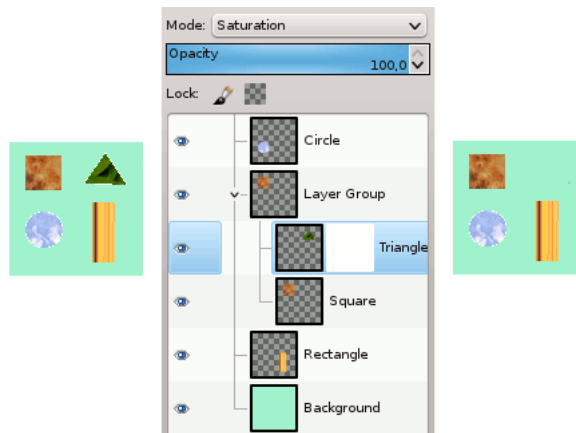 Mode: Saturation
Opacity
100,0
Lock:
Circle
Layer Group
Triangle
Square
Rectangle
Background